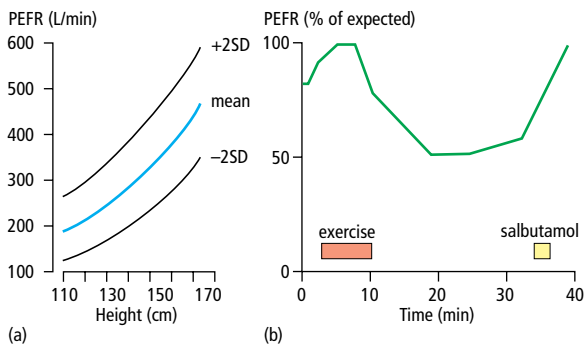 PEFR (L/min)
600
500
400
300
200
100
+2SD
mean
−2SD
110 130 150 170
Height (cm)
(a)
PEFR (% of expected)
100
50
0
exercise
salbutamol
0 10 20 30 40
Time (min)
(b)